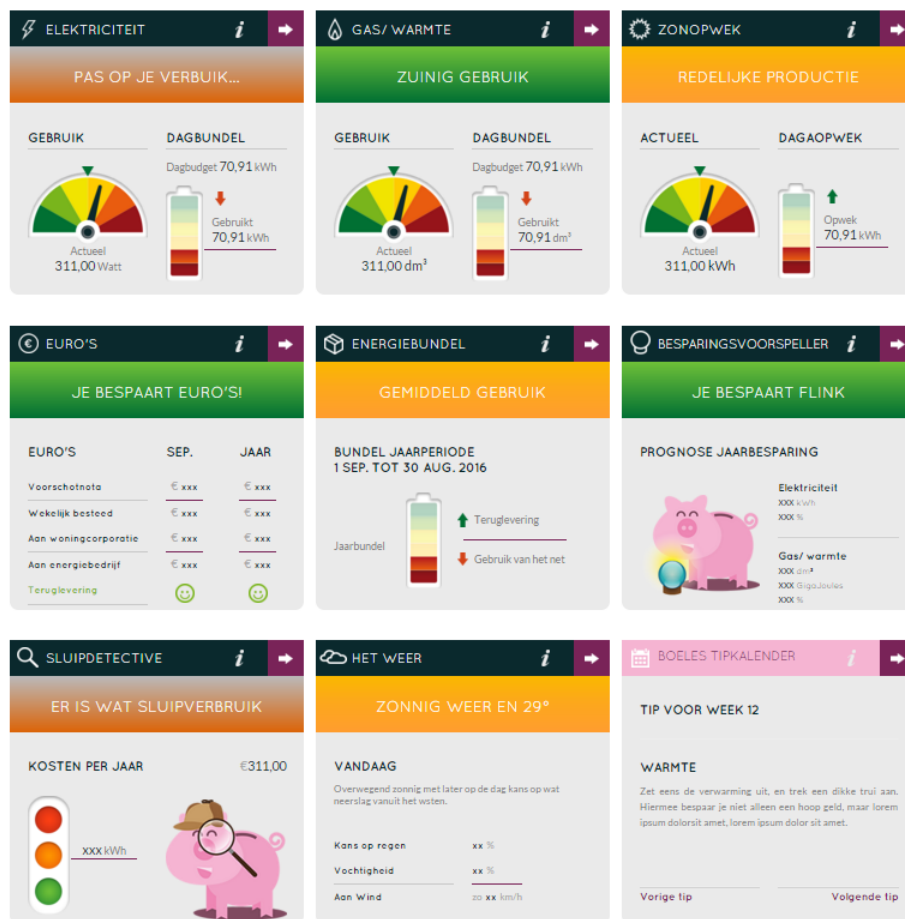 ELEKTRICITEIT i
PAS OP JE VERBUIK...
GEBRUIK
DAGBUNDEL
Dagbudget 70,91 kWh
Gebruikt
70,91 kWh
Actueel
311,00 Watt
GAS/ WARMTE i
ZUINIG GEBRUIK
GEBRUIK
DAGBUNDEL
Dagbudget 70,91 kWh
Gebruikt
70,91 dm³
Actueel
311,00 dm³
ZONOPWEK i
REDELIJKE PRODUCTIE
ACTUEEL
DAGAOPWEK
Opwek
70,91 kWh
Actueel
311,00 kWh
€ EURO'S i
JE BESPAART EURO'S!
EURO'S SEP. JAAR
Voorschotnota € xxx € xxx
Wekelijk besteed € xxx € xxx
Aan woningcorporatie € xxx € xxx
Aan energiebedrijf € xxx € xxx
Teruglevering
ENERGIEBUNDEL i
GEMIDDELD GEBRUIK
BUNDEL JAARPERIODE
1 SEP. TOT 30 AUG. 2016
Jaarbundel
Teruglevering
Gebruik van het net
BESPARINGSVOORSPELLER i
JE BESPAART FLINK
PROGNOSE JAARBESPARING
Elektriciteit
XXX kWh
XXX %
Gas/ warmte
XXX dm³
XXX GigaJoules
XXX %
SLUIPDETECTIVE i
ER IS WAT SLUIPVERBRUIK
KOSTEN PER JAAR €311,00
XXX kWh
HET WEER i
ZONNIG WEER EN 29°
VANDAAG
Overwegend zonnig met later op de dag kans op wat
neerslag vanuit het wsten.
Kans op regen xx %
Vochtigheid xx %
Aan Wind zo xx km/h
BOELES TIPKALENDER i
TIP VOOR WEEK 12
WARMTE
Zet eens de verwarming uit, en trek een dikke trui aan.
Hiermee bespaar je niet alleen een hoop geld, maar lorem
ipsum dolorsit amet, lorem ipsum dolor sit amet.
Vorige tip Volgende tip